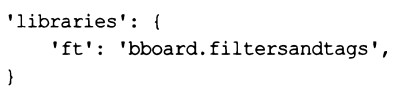 'libraries': {
    'ft': 'bboard.filtersandtags',
}